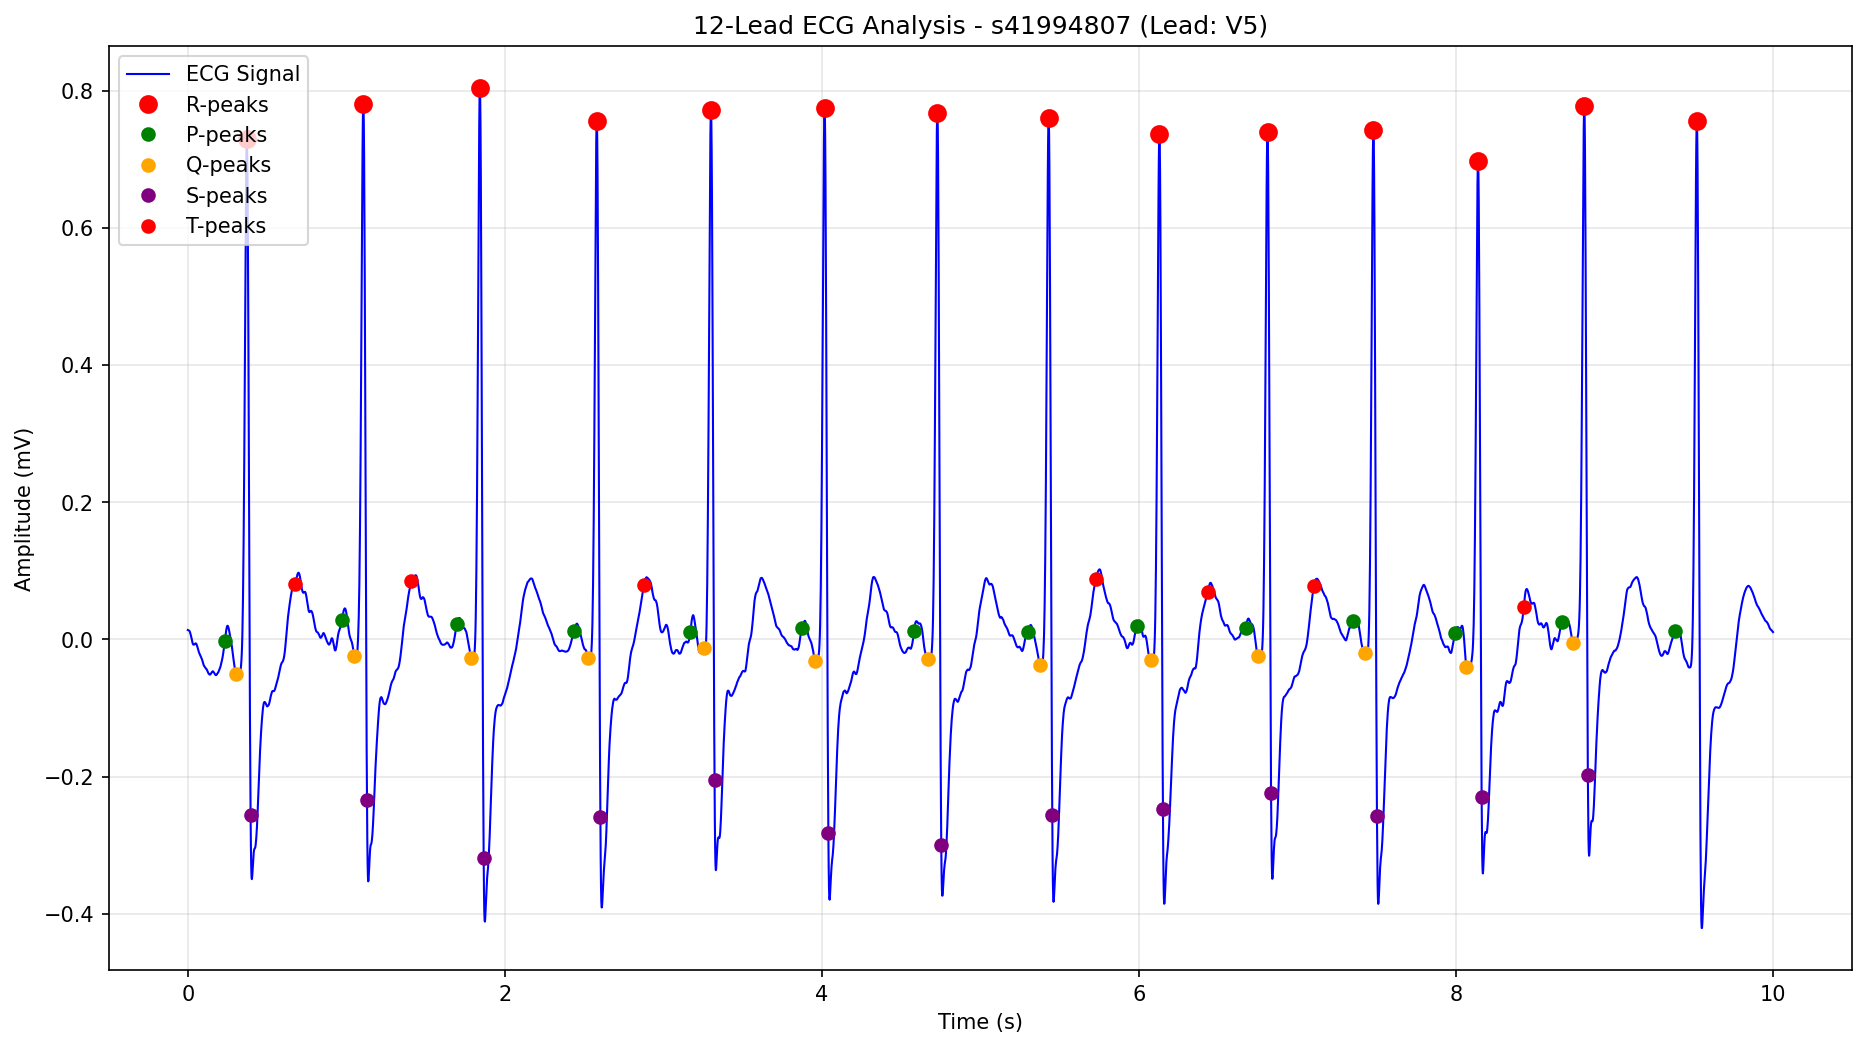 12-Lead ECG Analysis - s41994807 (Lead: V5)
ECG Signal
R-peaks
P-peaks
Q-peaks
S-peaks
T-peaks
Amplitude (mV)
0.8
0.6
0.4
0.2
0.0
−0.2
−0.4
0 2 4 6 8 10
Time (s)